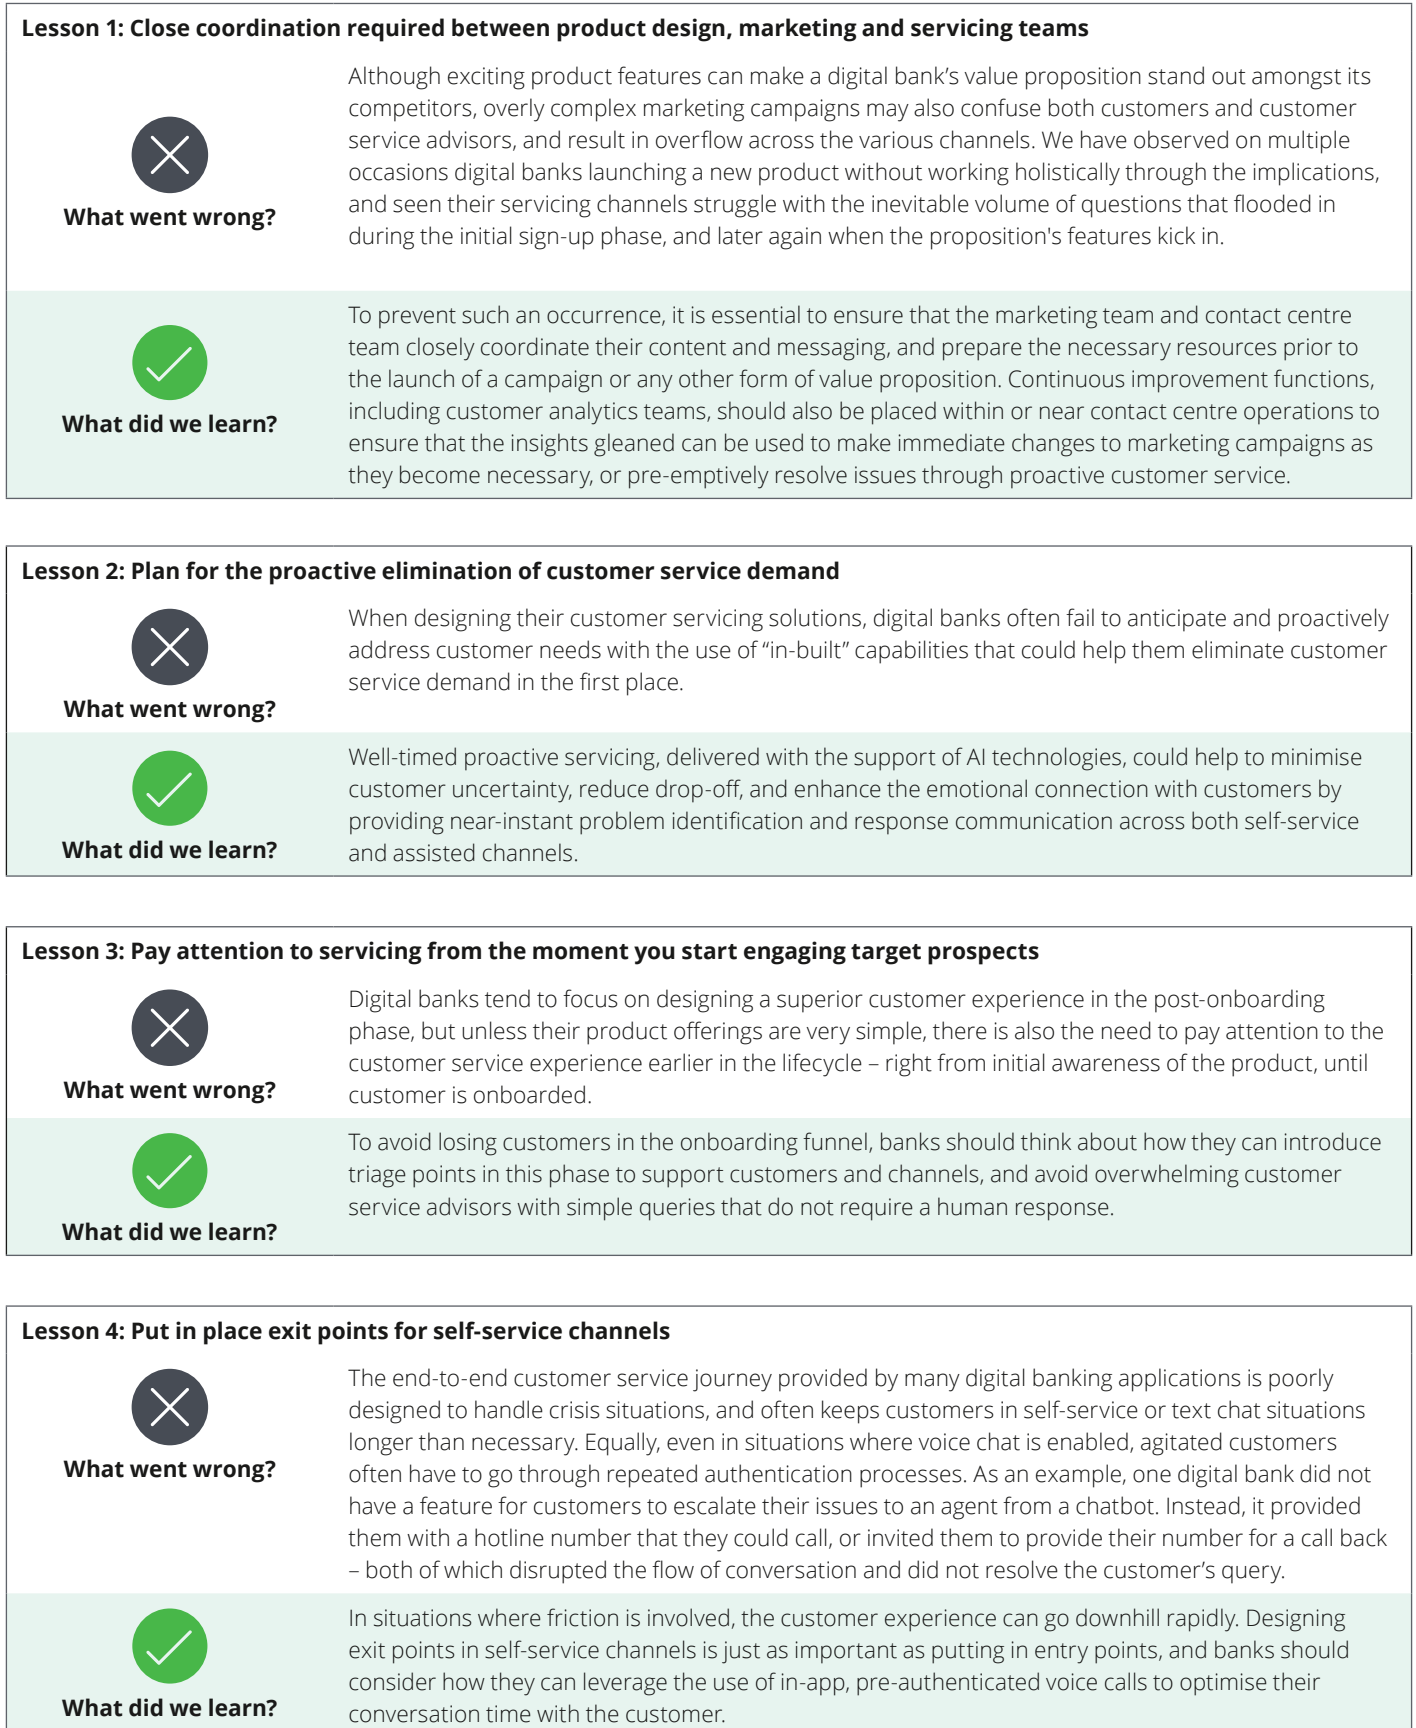 Lesson 1: Close coordination required between product design, marketing and servicing teams
What went wrong?
Although exciting product features can make a digital bank’s value proposition stand out amongst its
competitors, overly complex marketing campaigns may also confuse both customers and customer
service advisors, and result in overflow across the various channels. We have observed on multiple
occasions digital banks launching a new product without working holistically through the implications,
and seen their servicing channels struggle with the inevitable volume of questions that flooded in
during the initial sign-up phase, and later again when the proposition's features kick in.
What did we learn?
To prevent such an occurrence, it is essential to ensure that the marketing team and contact centre
team closely coordinate their content and messaging, and prepare the necessary resources prior to
the launch of a campaign or any other form of value proposition. Continuous improvement functions,
including customer analytics teams, should also be placed within or near contact centre operations to
ensure that the insights gleaned can be used to make immediate changes to marketing campaigns as
they become necessary, or pre-emptively resolve issues through proactive customer service.
Lesson 2: Plan for the proactive elimination of customer service demand
What went wrong?
When designing their customer servicing solutions, digital banks often fail to anticipate and proactively
address customer needs with the use of “in-built” capabilities that could help them eliminate customer
service demand in the first place.
What did we learn?
Well-timed proactive servicing, delivered with the support of AI technologies, could help to minimise
customer uncertainty, reduce drop-off, and enhance the emotional connection with customers by
providing near-instant problem identification and response communication across both self-service
and assisted channels.
Lesson 3: Pay attention to servicing from the moment you start engaging target prospects
What went wrong?
Digital banks tend to focus on designing a superior customer experience in the post-onboarding
phase, but unless their product offerings are very simple, there is also the need to pay attention to the
customer service experience earlier in the lifecycle – right from initial awareness of the product, until
customer is onboarded.
What did we learn?
To avoid losing customers in the onboarding funnel, banks should think about how they can introduce
triage points in this phase to support customers and channels, and avoid overwhelming customer
service advisors with simple queries that do not require a human response.
Lesson 4: Put in place exit points for self-service channels
What went wrong?
The end-to-end customer service journey provided by many digital banking applications is poorly
designed to handle crisis situations, and often keeps customers in self-service or text chat situations
longer than necessary. Equally, even in situations where voice chat is enabled, agitated customers
often have to go through repeated authentication processes. As an example, one digital bank did not
have a feature for customers to escalate their issues to an agent from a chatbot. Instead, it provided
them with a hotline number that they could call, or invited them to provide their number for a call back
– both of which disrupted the flow of conversation and did not resolve the customer’s query.
What did we learn?
In situations where friction is involved, the customer experience can go downhill rapidly. Designing
exit points in self-service channels is just as important as putting in entry points, and banks should
consider how they can leverage the use of in-app, pre-authenticated voice calls to optimise their
conversation time with the customer.